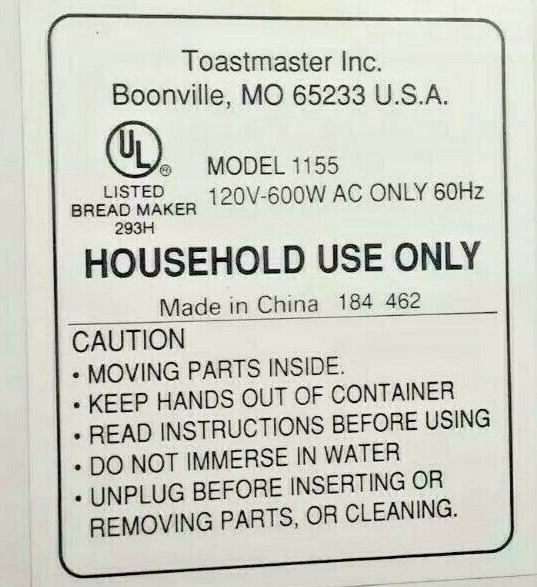 Toastmaster Inc.
Boonville, MO 65233 U.S.A.
UL®
LISTED
BREAD MAKER
293H
MODEL 1155
120V-600W AC ONLY 60Hz
HOUSEHOLD USE ONLY
Made in China 184 462
CAUTION
• MOVING PARTS INSIDE.
• KEEP HANDS OUT OF CONTAINER
• READ INSTRUCTIONS BEFORE USING
• DO NOT IMMERSE IN WATER
• UNPLUG BEFORE INSERTING OR
REMOVING PARTS, OR CLEANING.